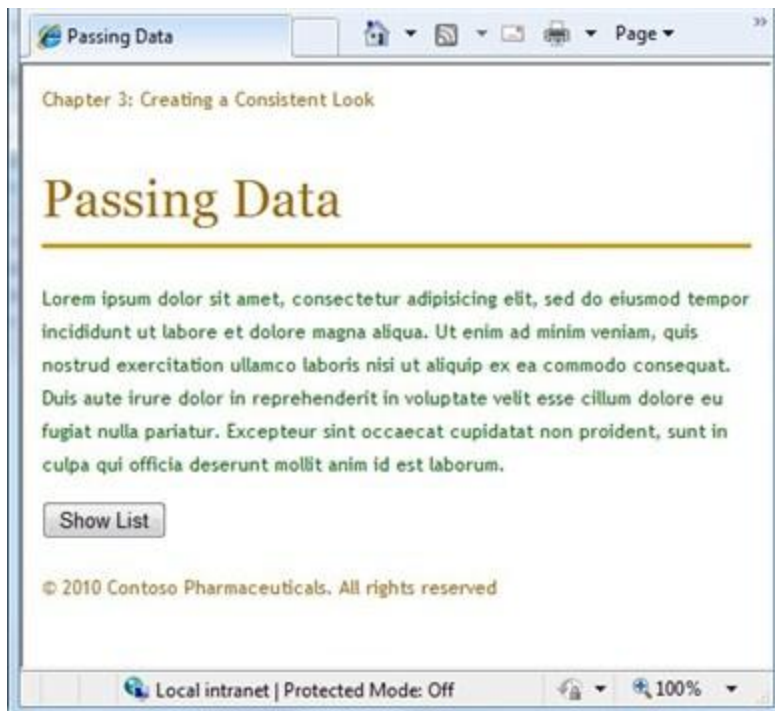 Passing Data
Page
»
Chapter 3: Creating a Consistent Look
Passing Data
Lorem ipsum dolor sit amet, consectetur adipisicing elit, sed do eiusmod tempor
incididunt ut labore et dolore magna aliqua. Ut enim ad minim veniam, quis
nostrud exercitation ullamco laboris nisi ut aliquip ex ea commodo consequat.
Duis aute irure dolor in reprehenderit in voluptate velit esse cillum dolore eu
fugiat nulla pariatur. Excepteur sint occaecat cupidatat non proident, sunt in
culpa qui officia deserunt mollit anim id est laborum.
Show List
© 2010 Contoso Pharmaceuticals. All rights reserved
Local intranet | Protected Mode: Off
100%